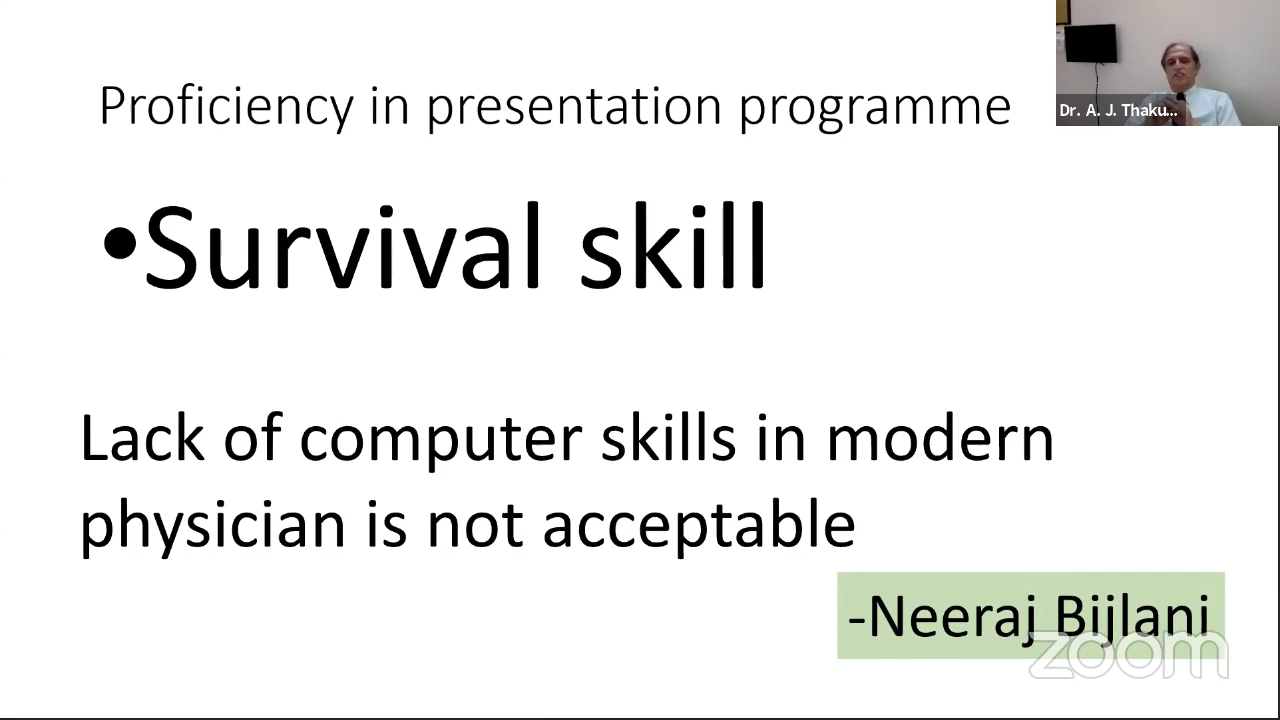 Proficiency in presentation programme
Dr. A. J. Thaku...
•Survival skill
Lack of computer skills in modern
physician is not acceptable
-Neeraj Bijlani
zoom